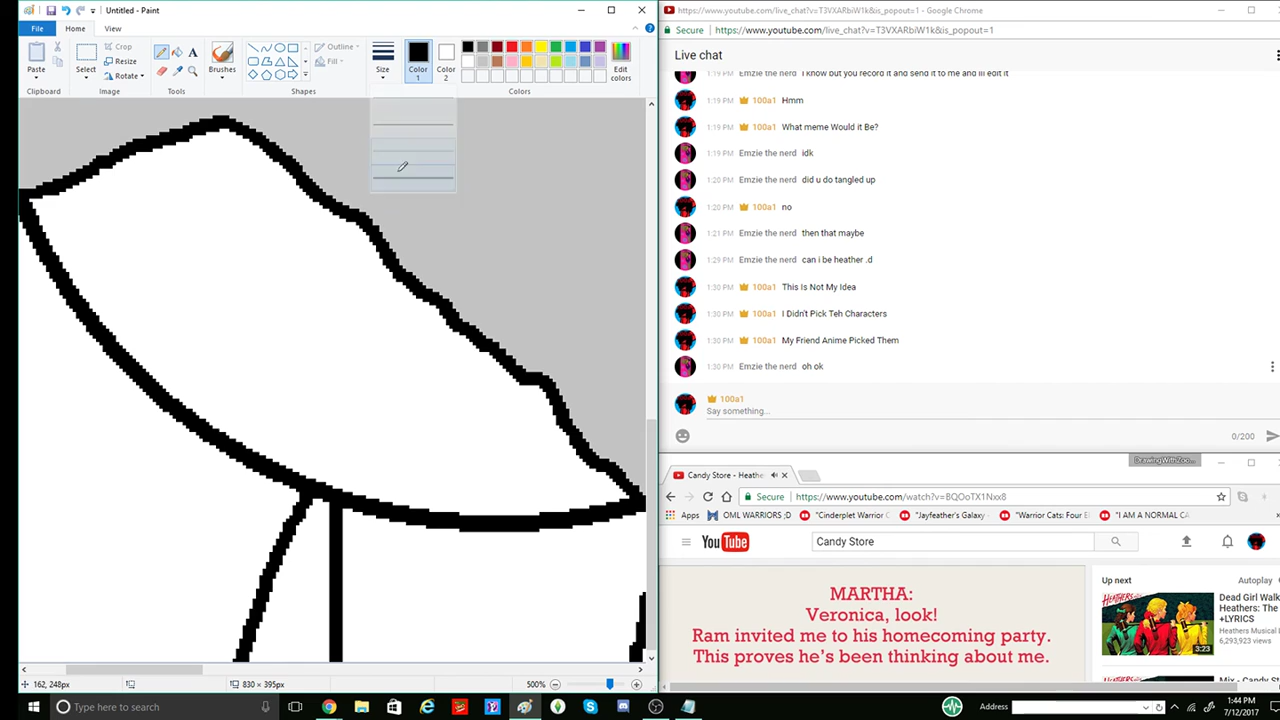 Untitled - Paint
File
Home
View
Paste
Select
Crop
Resize
Rotate
A
Brushes
Outline
Fill
Size
Color 1
Color 2
Edit colors
Clipboard
Image
Tools
Shapes
Colors
162, 248px
830 × 395px
500%
https://www.youtube.com/live_chat?v=T3VXARbiW1k&is_popout=1 - Google Chrome
Secure https://www.youtube.com/live_chat?v=T3VXARbiW1k&is_popout=1
Live chat
1:19 PM Emzie the nerd I know but you record it and send it to me and ill edit it
1:19 PM 100a1 Hmm
1:19 PM 100a1 What meme Would it Be?
1:19 PM Emzie the nerd idk
1:20 PM Emzie the nerd did u do tangled up
1:20 PM 100a1 no
1:21 PM Emzie the nerd then that maybe
1:29 PM Emzie the nerd can i be heather .d
1:30 PM 100a1 This Is Not My Idea
1:30 PM 100a1 I Didn't Pick Teh Characters
1:30 PM 100a1 My Friend Anime Picked Them
1:30 PM Emzie the nerd oh ok
100a1
Say something...
0/200
DrawingWithZoo...
Candy Store - Heathe
Secure https://www.youtube.com/watch?v=BQOoTX1Nxx8
Apps OML WARRIORS ;D "Cinderplet Warrior C "Jayfeather's Galaxy - "Warrior Cats: Four E "I AM A NORMAL CA
YouTube
Candy Store
MARTHA:
Veronica, look!
Ram invited me to his homecoming party.
This proves he's been thinking about me.
Up next Autoplay
HEATHERS
3:23
Dead Girl Walk
Heathers: The
+LYRICS
Heathers Musical L
6,293,923 views
Mix - Candy S
Type here to search
Address
1:44 PM
7/12/2017